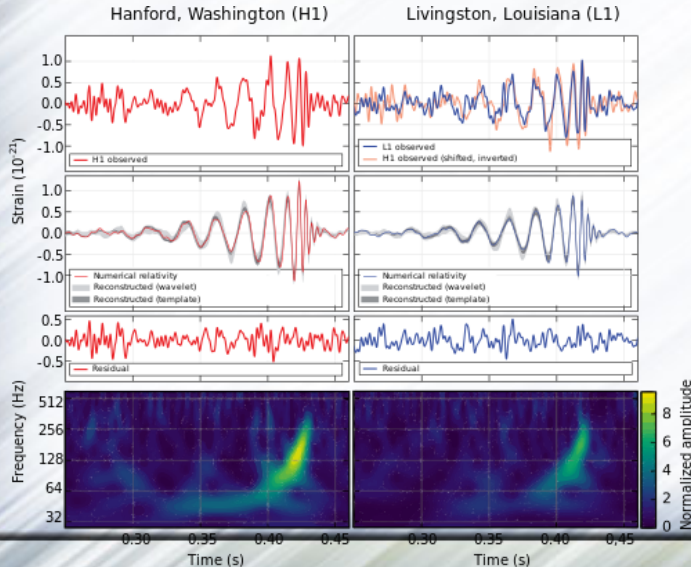 Hanford, Washington (H1)
Livingston, Louisiana (L1)
Strain (10-21)
1.0
0.5
0.0
-0.5
-1.0
H1 observed
L1 observed
H1 observed (shifted, inverted)
1.0
0.5
0.0
-0.5
-1.0
Numerical relativity
Reconstructed (wavelet)
Reconstructed (template)
Numerical relativity
Reconstructed (wavelet)
Reconstructed (template)
0.5
0.0
-0.5
Residual
Residual
Frequency (Hz)
512
256
128
64
32
8
6
4
2
0
Normalized amplitude
0.30 0.35 0.40 0.45
0.30 0.35 0.40 0.45
Time (s)
Time (s)